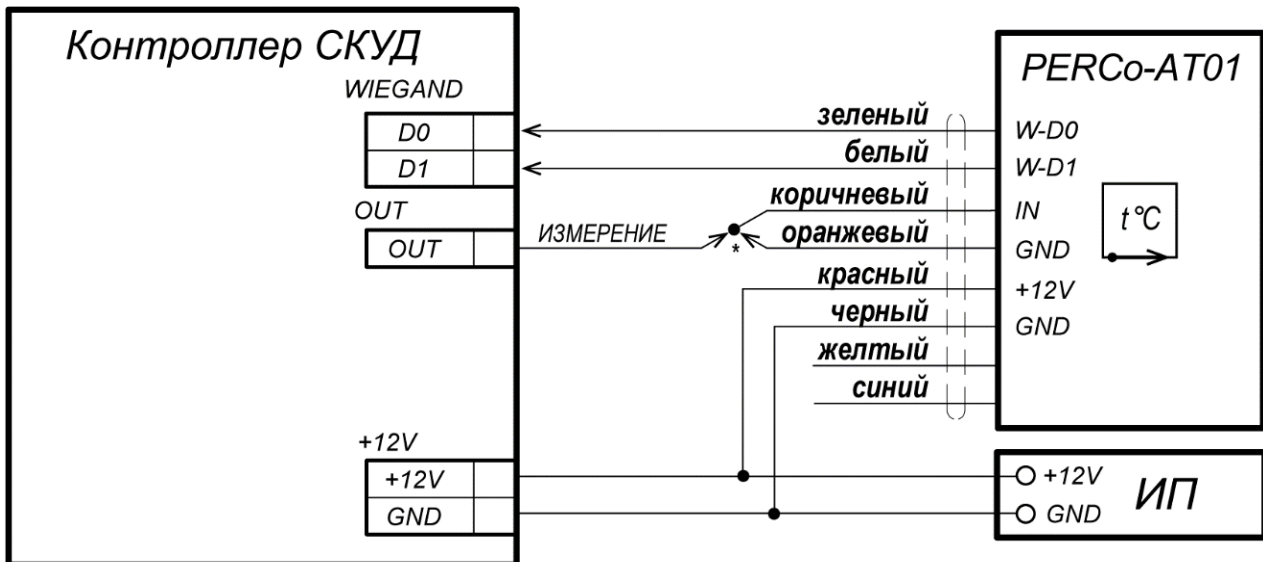 Контроллер СКУД
WIEGAND
D0
D1
OUT
OUT
ИЗМЕРЕНИЕ
*
+12V
+12V
GND
зеленый
белый
коричневый
оранжевый
красный
черный
желтый
синий
PERCo-AT01
W-D0
W-D1
IN
GND
+12V
GND
t°C
+12V
GND
ИП